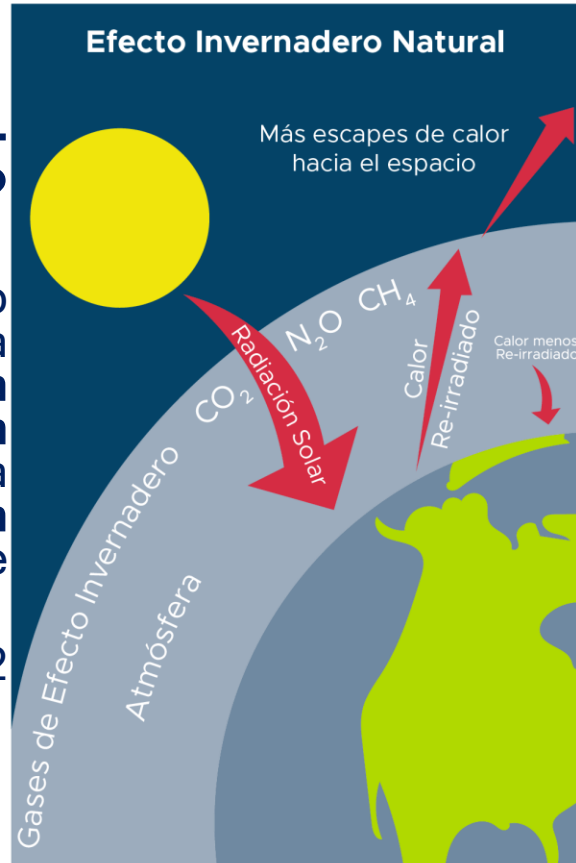 Efecto Invernadero Natural
Más escapes de calor
hacia el espacio
Radiación Solar
CO₂
N₂O
CH₄
Calor
Re-irradiado
Calor menos
Re-irradiado
Gases de Efecto Invernadero
Atmósfera